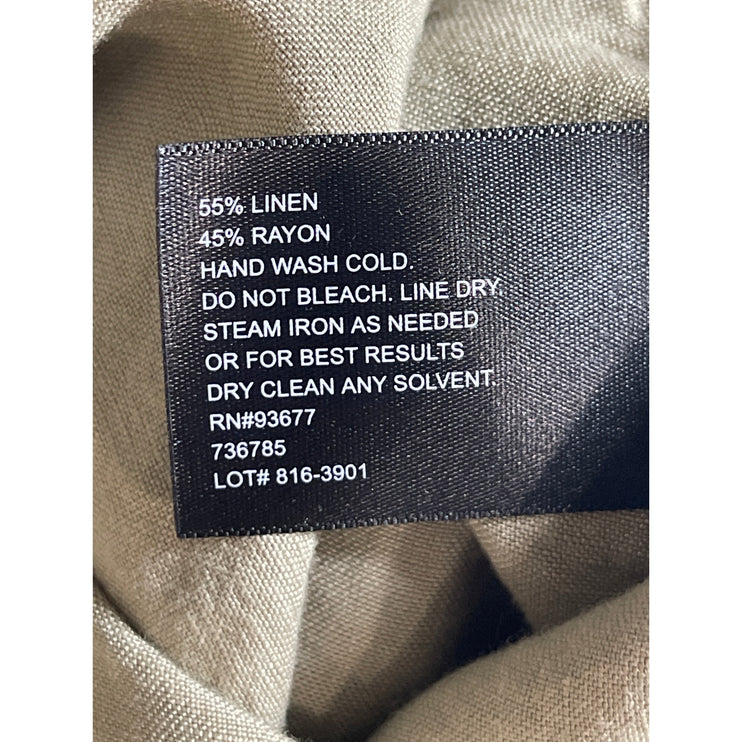 55% LINEN
45% RAYON
HAND WASH COLD.
DO NOT BLEACH. LINE DRY.
STEAM IRON AS NEEDED
OR FOR BEST RESULTS
DRY CLEAN ANY SOLVENT.
RN#93677
736785
LOT# 816-3901